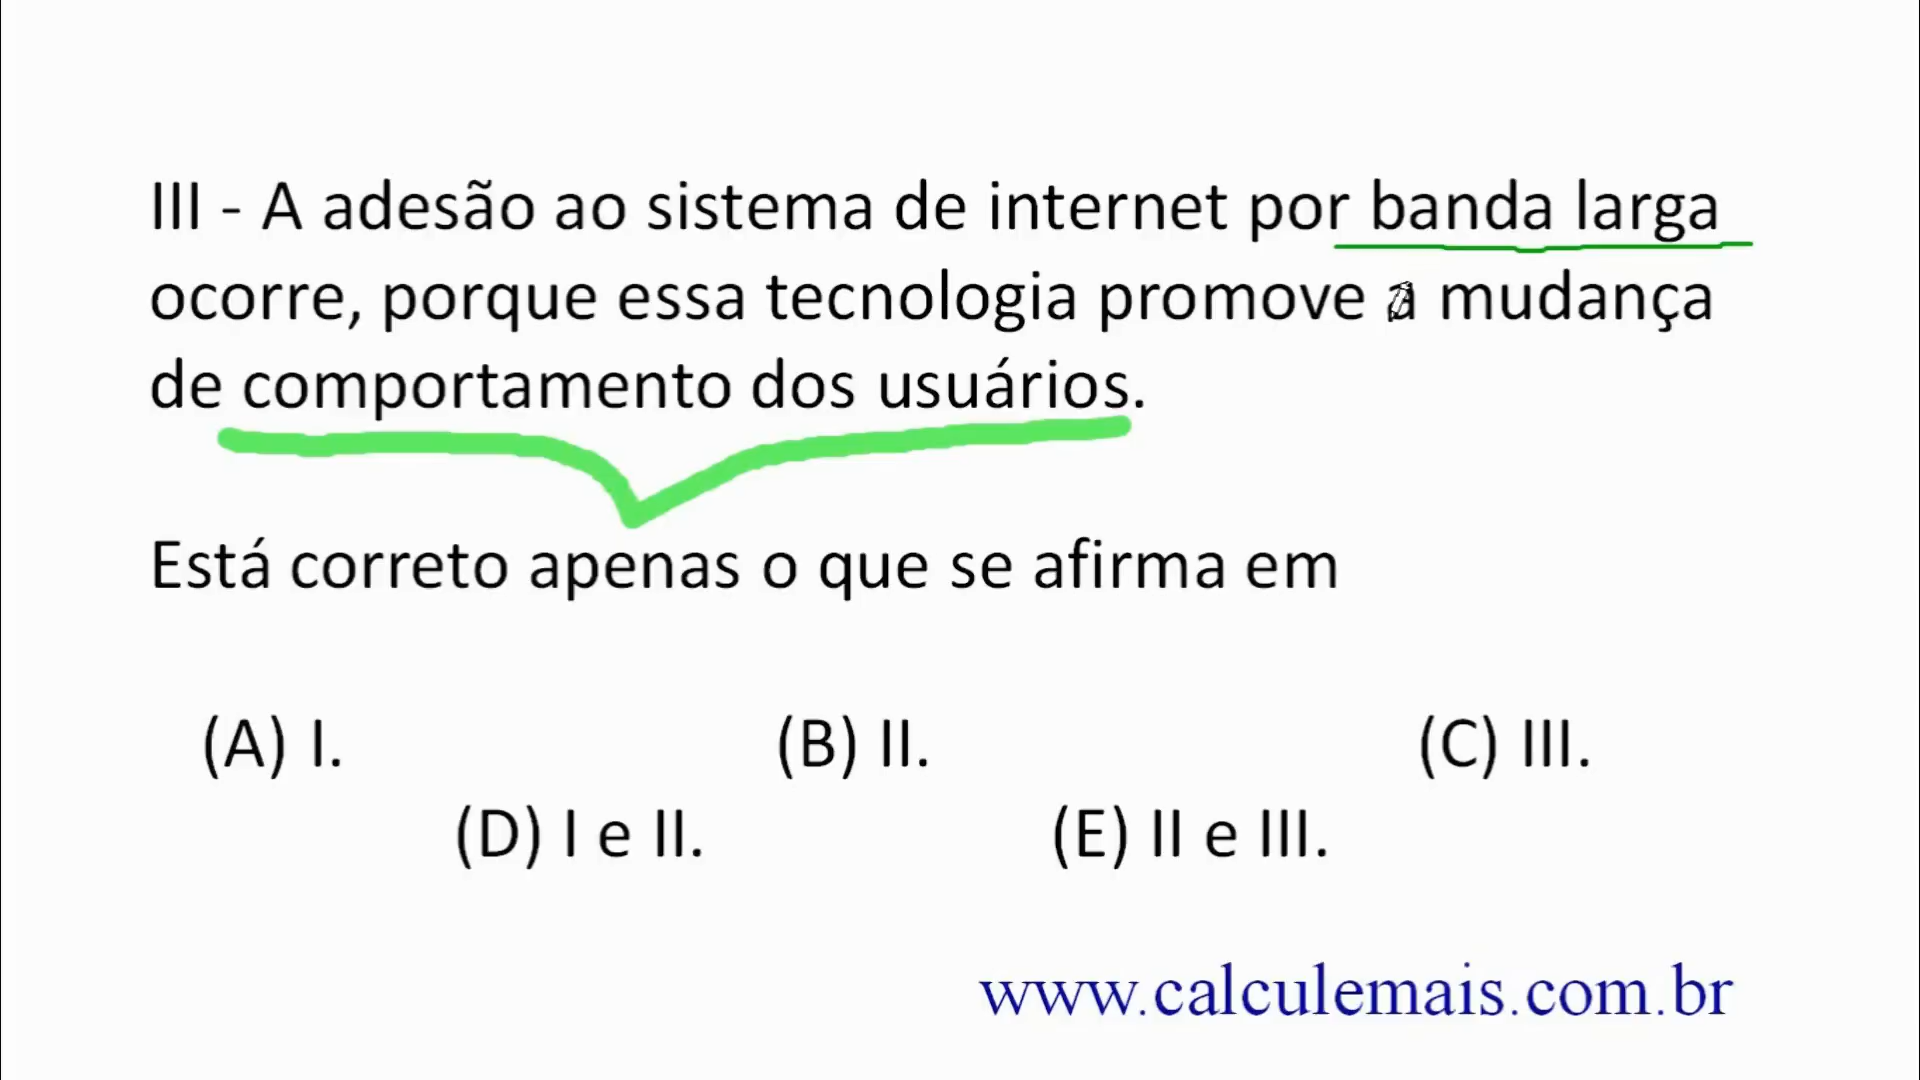 III - A adesão ao sistema de internet por banda larga
ocorre, porque essa tecnologia promove a mudança
de comportamento dos usuários.
Está correto apenas o que se afirma em
(A) I. (B) II. (C) III.
(D) I e II. (E) II e III.
www.calculemais.com.br